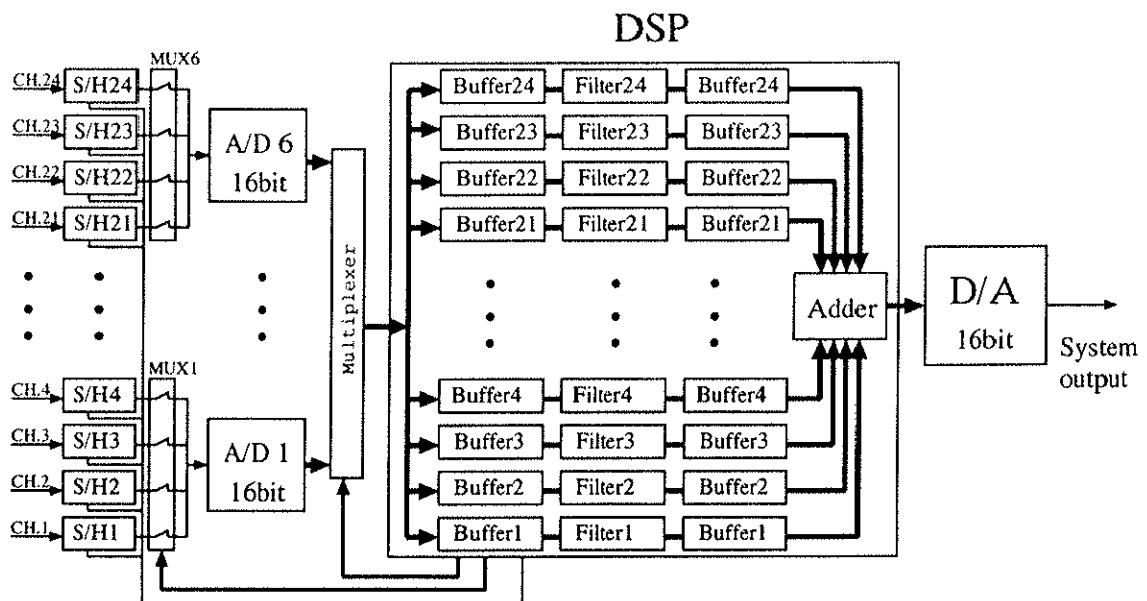 DSP
MUX6
CH.24 S/H24 Buffer24 Filter24 Buffer24
CH.23 S/H23 Buffer23 Filter23 Buffer23
A/D 6
16bit
CH.22 S/H22 Buffer22 Filter22 Buffer22
CH.21 S/H21 Buffer21 Filter21 Buffer21
Multiplexer
Adder
D/A
16bit
System
output
MUX1
CH.4 S/H4 Buffer4 Filter4 Buffer4
CH.3 S/H3 Buffer3 Filter3 Buffer3
A/D 1
16bit
CH.2 S/H2 Buffer2 Filter2 Buffer2
CH.1 S/H1 Buffer1 Filter1 Buffer1